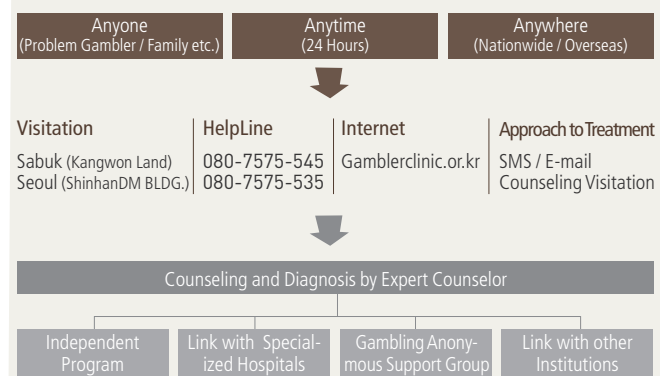 Anyone
(Problem Gambler / Family etc.)
Anytime
(24 Hours)
Anywhere
(Nationwide / Overseas)
Visitation
Sabuk (Kangwon Land)
Seoul (ShinhanDM BLDG.)
HelpLine
080-7575-545
080-7575-535
Internet
Gamblerclinic.or.kr
Approach to Treatment
SMS / E-mail
Counseling Visitation
Counseling and Diagnosis by Expert Counselor
Independent
Program
Link with Special-
ized Hospitals
Gambling Anony-
mous Support Group
Link with other
Institutions